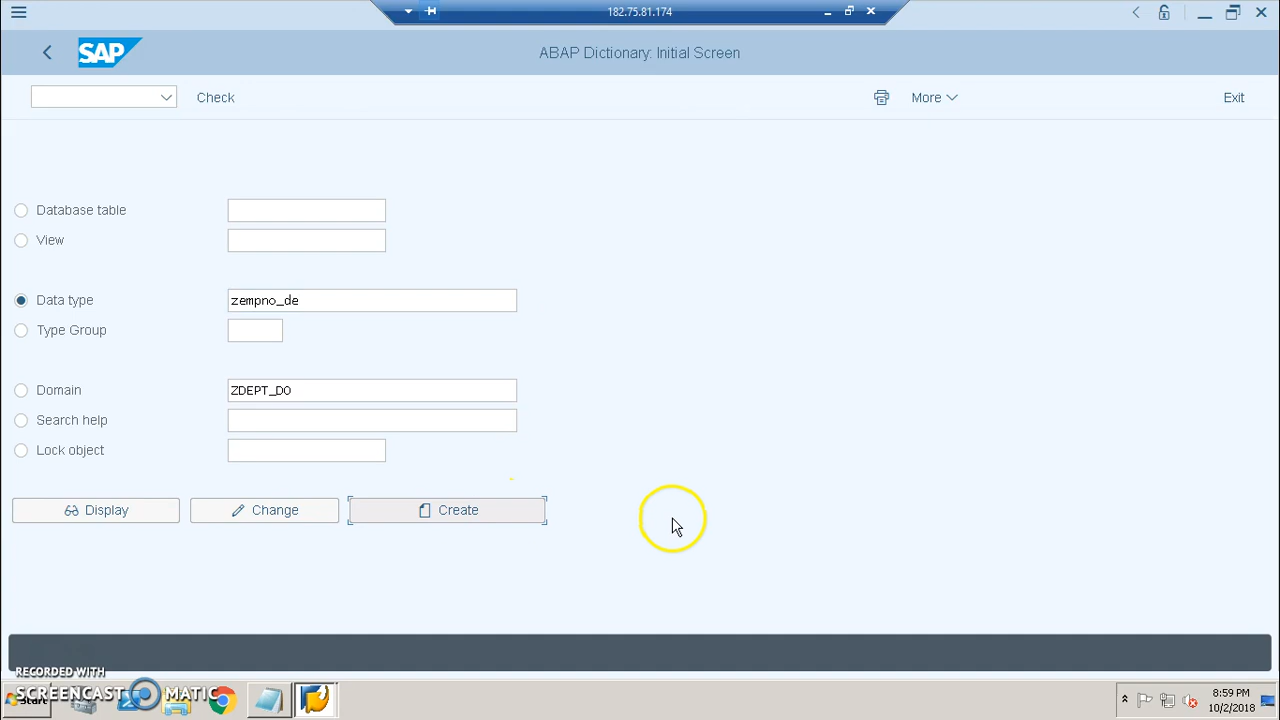 182.75.81.174
SAP
ABAP Dictionary: Initial Screen
Check
More
Exit
Database table
View
Data type zempno_de
Type Group
Domain ZDEPT_DO
Search help
Lock object
Display Change Create
RECORDED WITH
SCREENCAST MATIC
Start
8:59 PM
10/2/2018